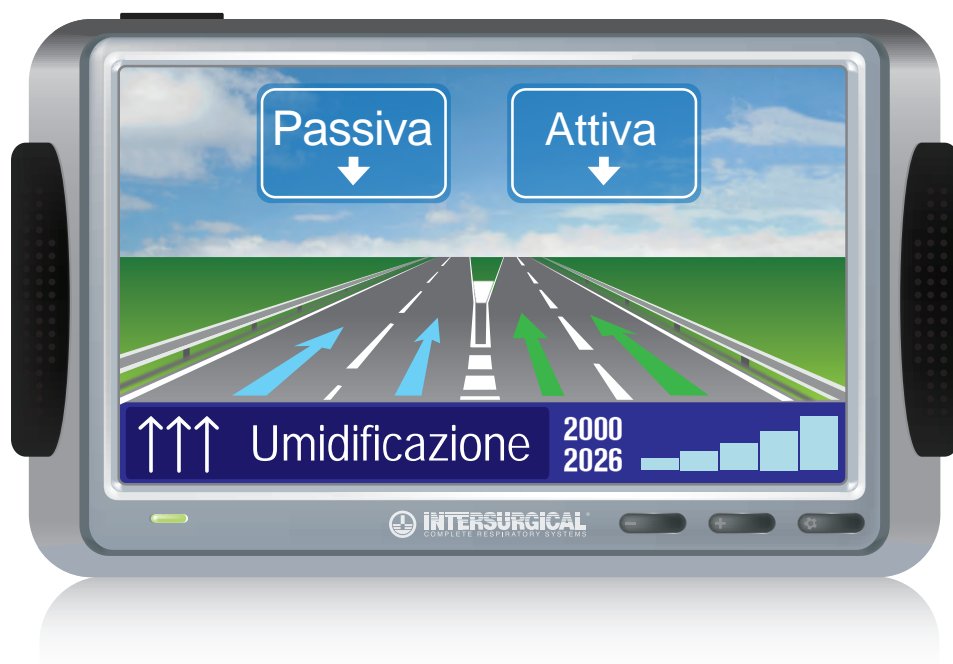 Passiva
Attiva
Umidificazione
2000
2026
INTERSURGICAL
COMPLETE RESPIRATORY SYSTEMS